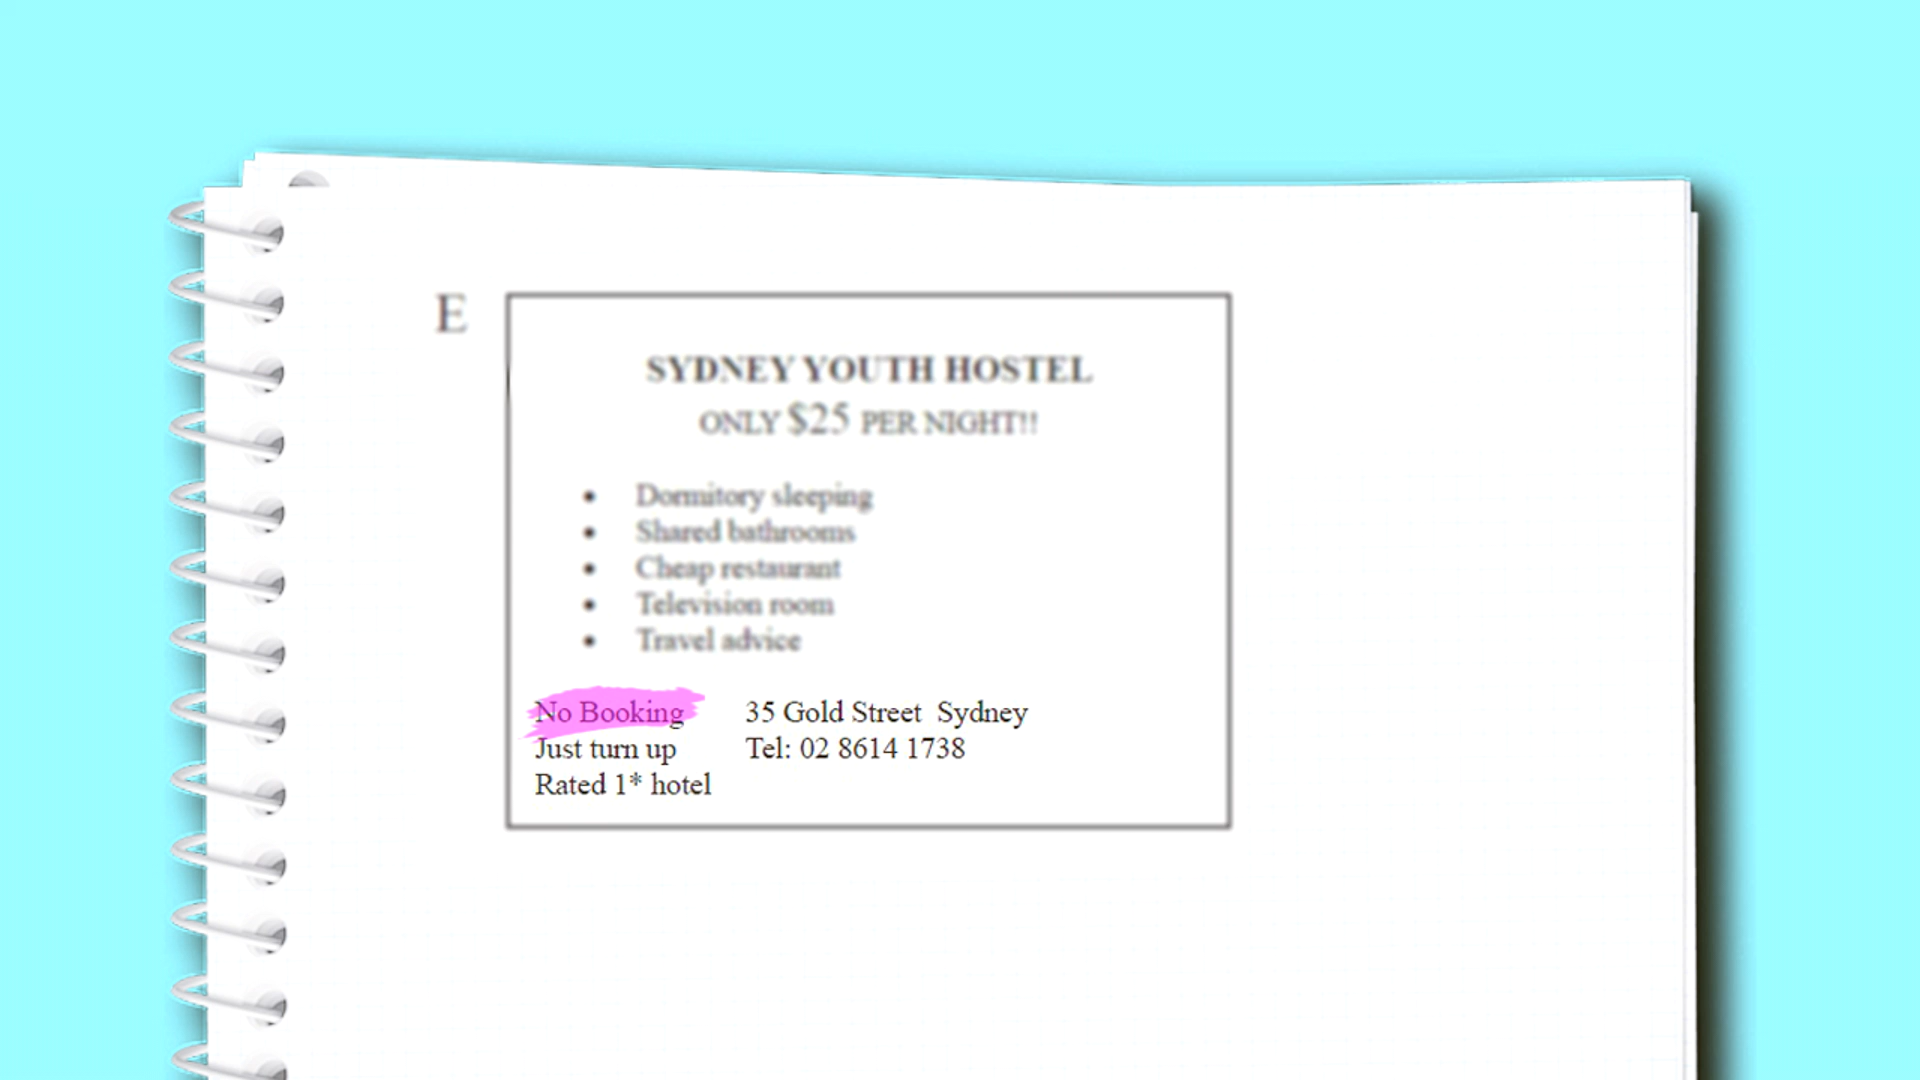 E
SYDNEY YOUTH HOSTEL
ONLY $25 PER NIGHT!!
• Dormitory sleeping
• Shared bathrooms
• Cheap restaurant
• Television room
• Travel advice
No Booking 35 Gold Street Sydney
Just turn up Tel: 02 8614 1738
Rated 1* hotel